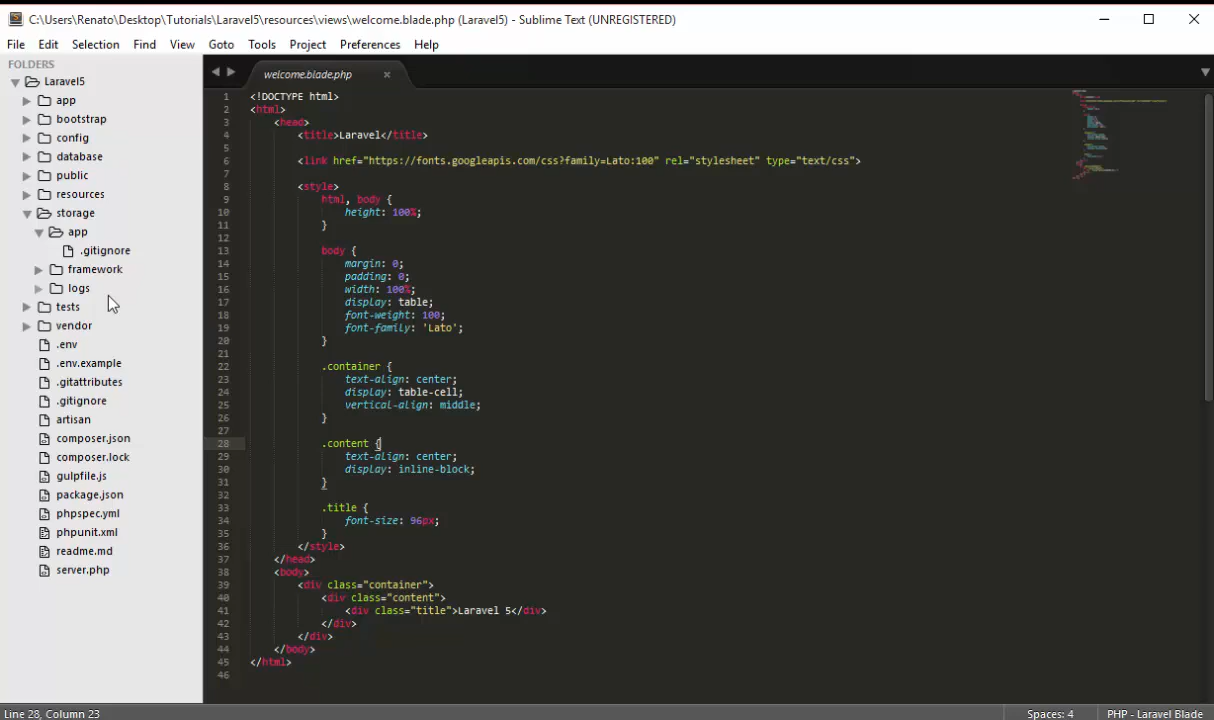 C:\Users\Renato\Desktop\Tutorials\Laravel5\resources\views\welcome.blade.php (Laravel5) - Sublime Text (UNREGISTERED)
File Edit Selection Find View Goto Tools Project Preferences Help
FOLDERS
Laravel5
app
bootstrap
config
database
public
resources
storage
app
.gitignore
framework
logs
tests
vendor
.env
.env.example
.gitattributes
.gitignore
artisan
composer.json
composer.lock
gulpfile.js
package.json
phpspec.yml
phpunit.xml
readme.md
server.php
welcome.blade.php ×
1 <!DOCTYPE html>
2 <html>
3 <head>
4 <title>Laravel</title>
5
6 <link href="https://fonts.googleapis.com/css?family=Lato:100" rel="stylesheet" type="text/css">
7
8 <style>
9 html, body {
10 height: 100%;
11 }
12
13 body {
14 margin: 0;
15 padding: 0;
16 width: 100%;
17 display: table;
18 font-weight: 100;
19 font-family: 'Lato';
20 }
21
22 .container {
23 text-align: center;
24 display: table-cell;
25 vertical-align: middle;
26 }
27
28 .content {
29 text-align: center;
30 display: inline-block;
31 }
32
33 .title {
34 font-size: 96px;
35 }
36 </style>
37 </head>
38 <body>
39 <div class="container">
40 <div class="content">
41 <div class="title">Laravel 5</div>
42 </div>
43 </div>
44 </body>
45 </html>
46
Line 28, Column 23 Spaces: 4 PHP - Laravel Blade